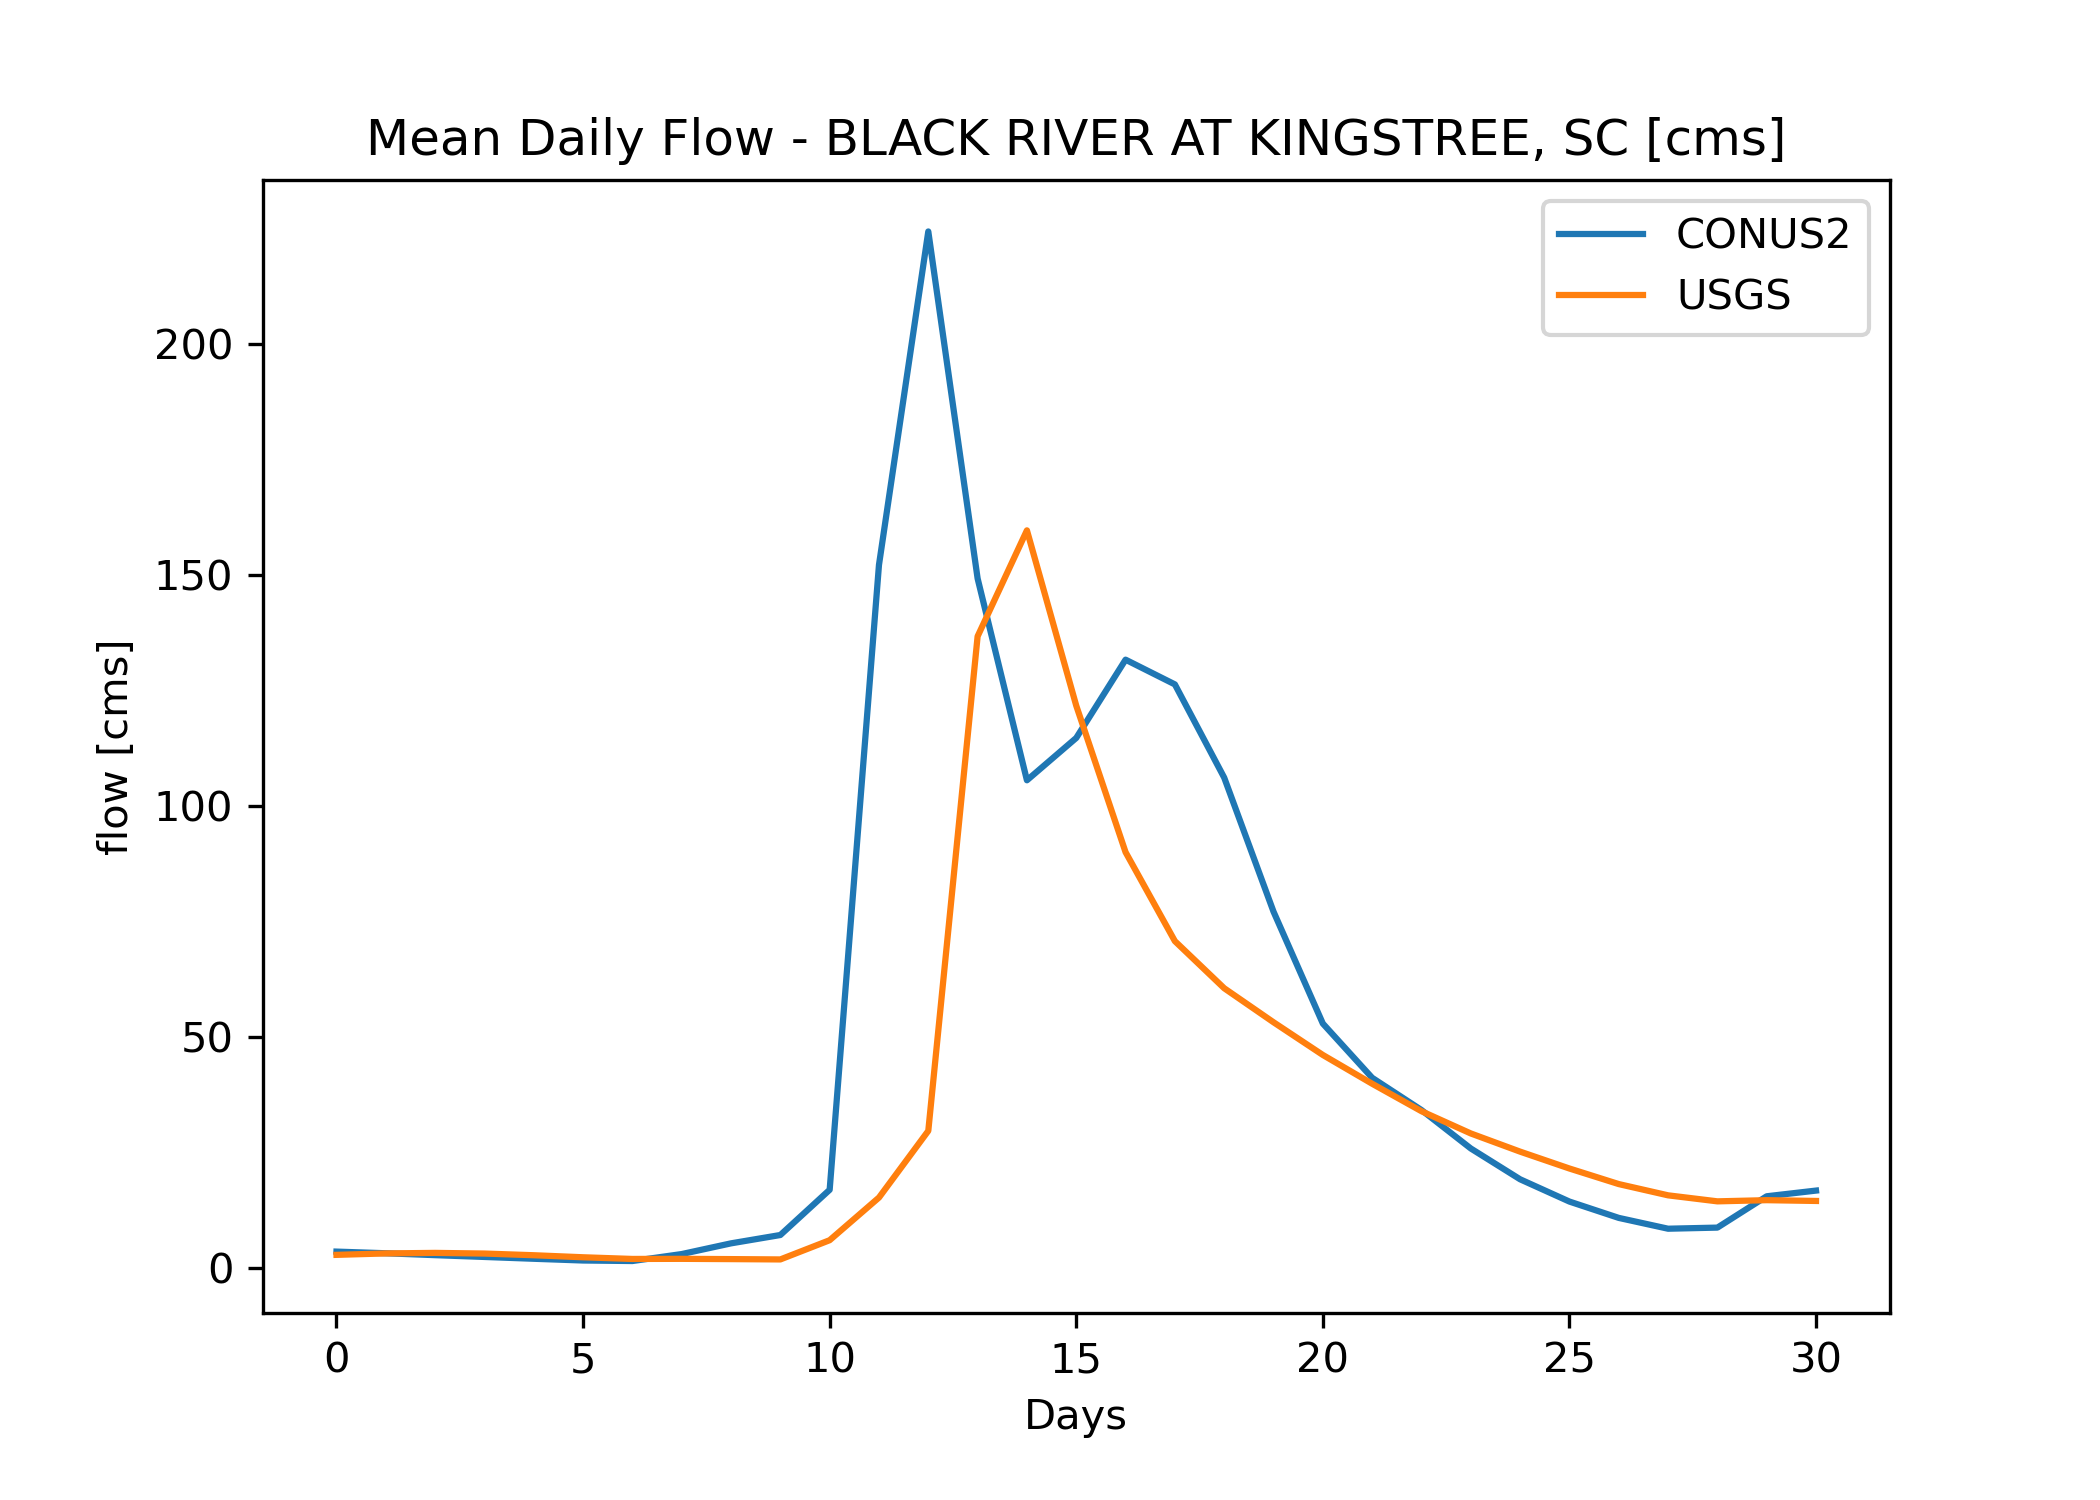 Mean Daily Flow - BLACK RIVER AT KINGSTREE, SC [cms]
CONUS2
USGS
flow [cms]
200
150
100
50
0
0 5 10 15 20 25 30
Days